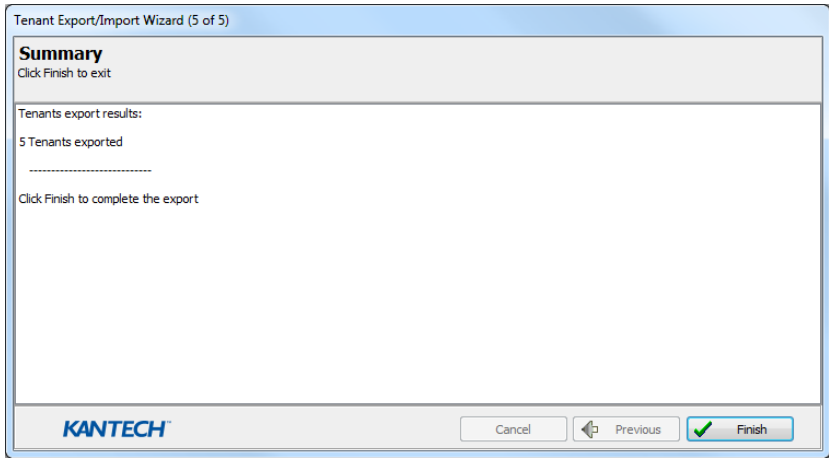 Tenant Export/Import Wizard (5 of 5)
Summary
Click Finish to exit
Tenants export results:
5 Tenants exported
----------------------------
Click Finish to complete the export
KANTECH™
Cancel
Previous
Finish